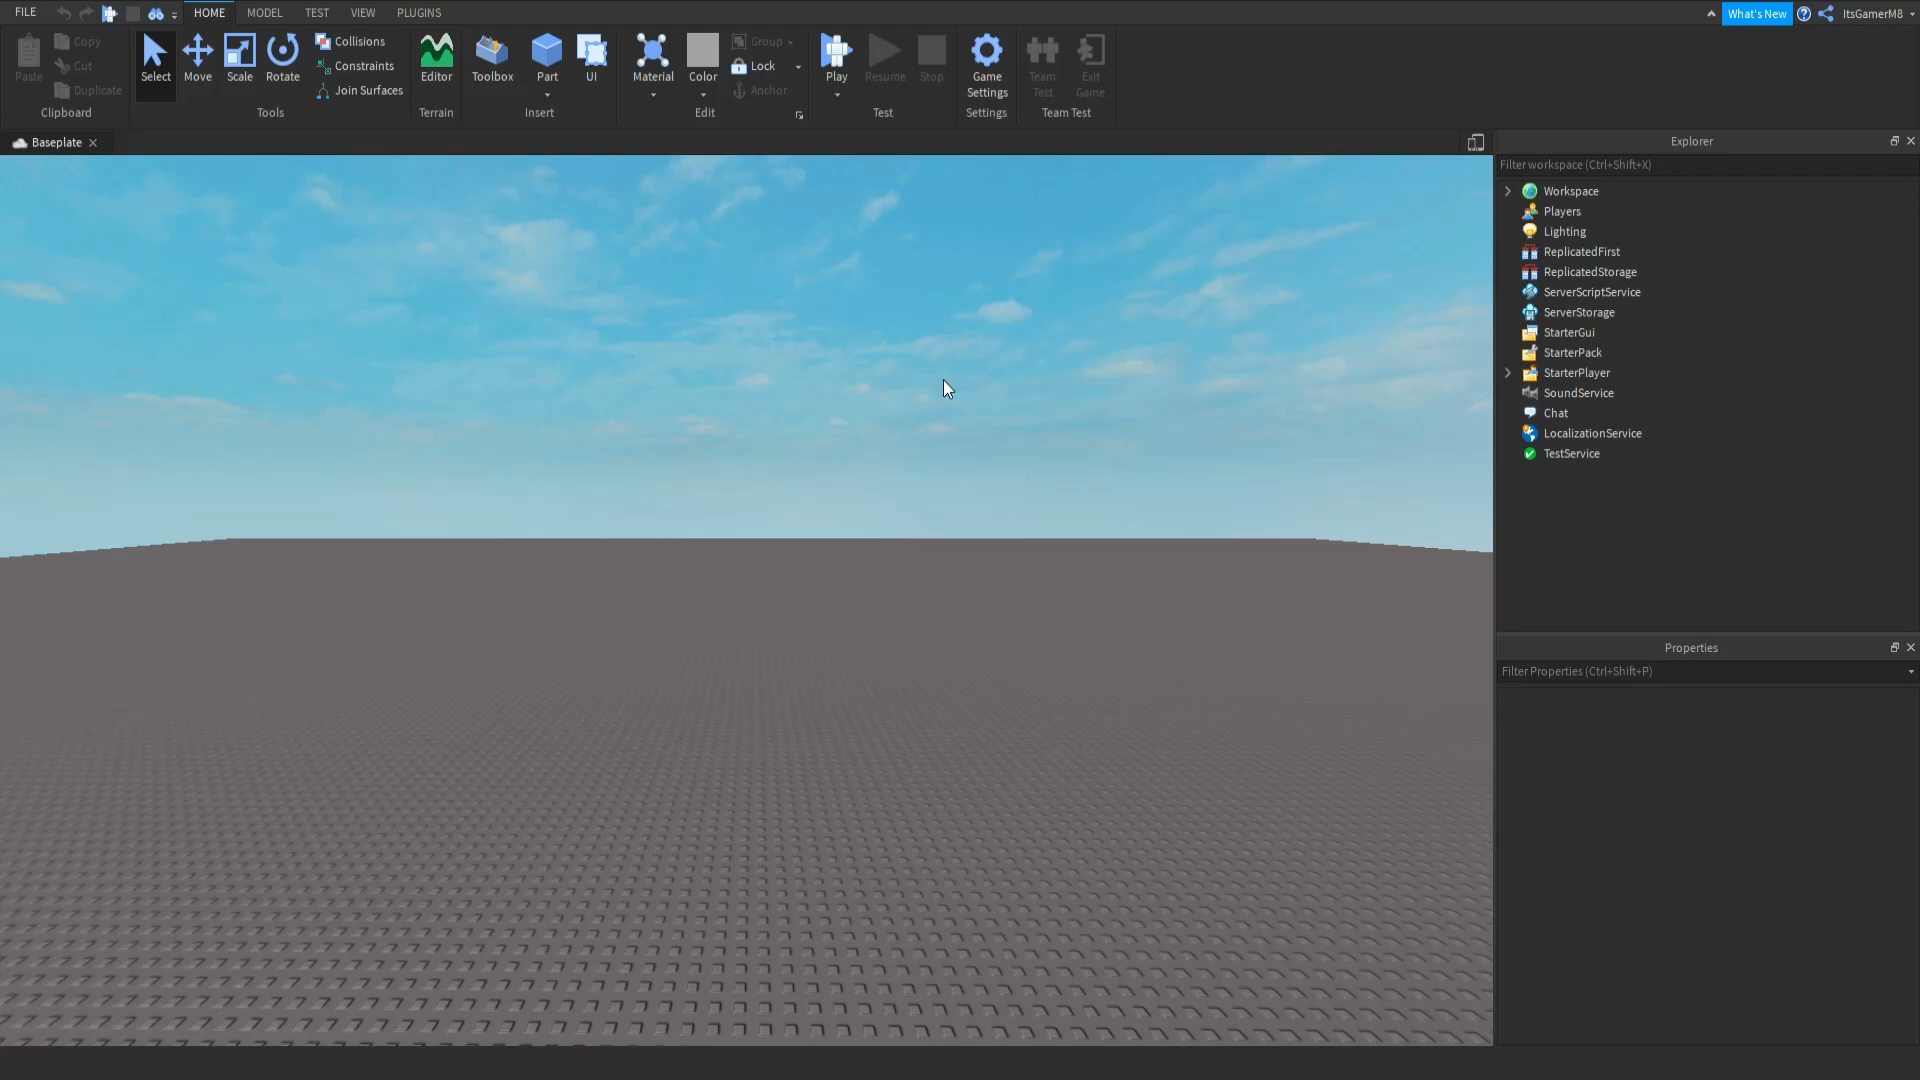 FILE HOME MODEL TEST VIEW PLUGINS What's New ItsGamerM8
Paste Copy Cut Duplicate
Clipboard
Select Move Scale Rotate Collisions Constraints Join Surfaces
Tools
Editor
Terrain
Toolbox Part UI
Insert
Material Color Group Lock Anchor
Edit
Play Resume Stop
Test
Game Settings
Settings
Team Test Exit Game
Team Test
Baseplate
Explorer
Filter workspace (Ctrl+Shift+X)
Workspace
Players
Lighting
ReplicatedFirst
ReplicatedStorage
ServerScriptService
ServerStorage
StarterGui
StarterPack
StarterPlayer
SoundService
Chat
LocalizationService
TestService
Properties
Filter Properties (Ctrl+Shift+P)